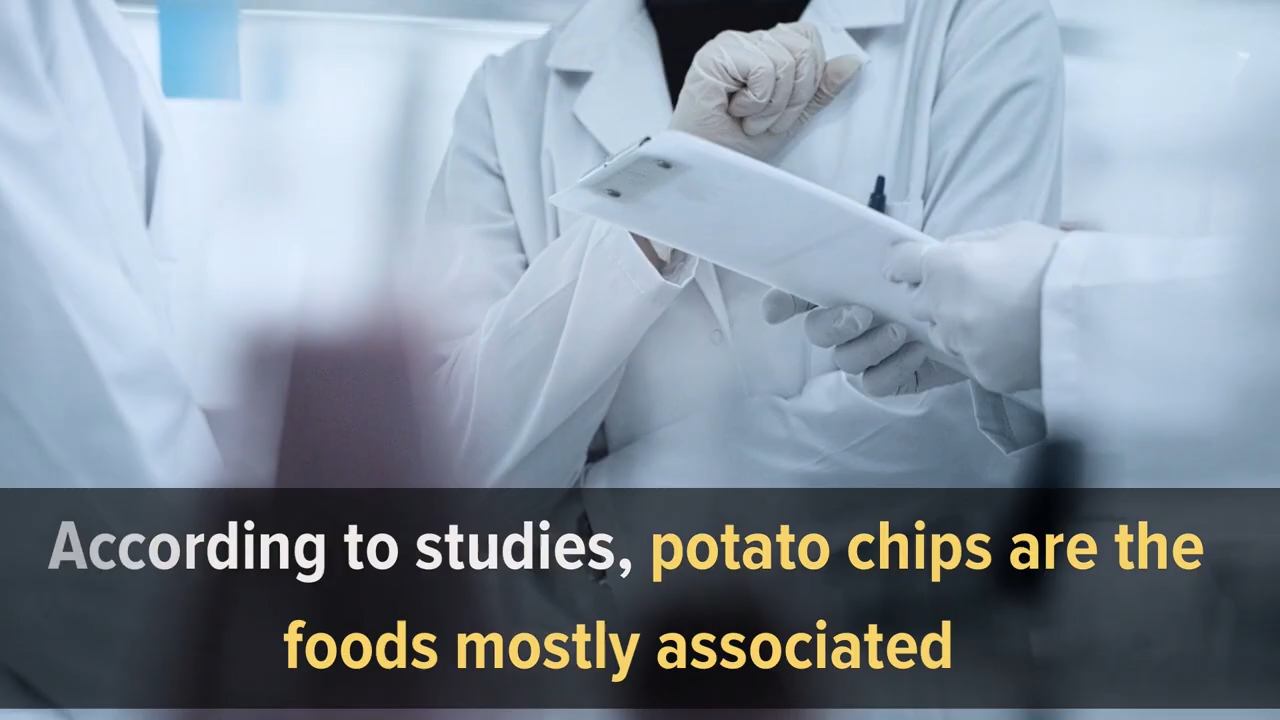 According to studies, potato chips are the
foods mostly associated